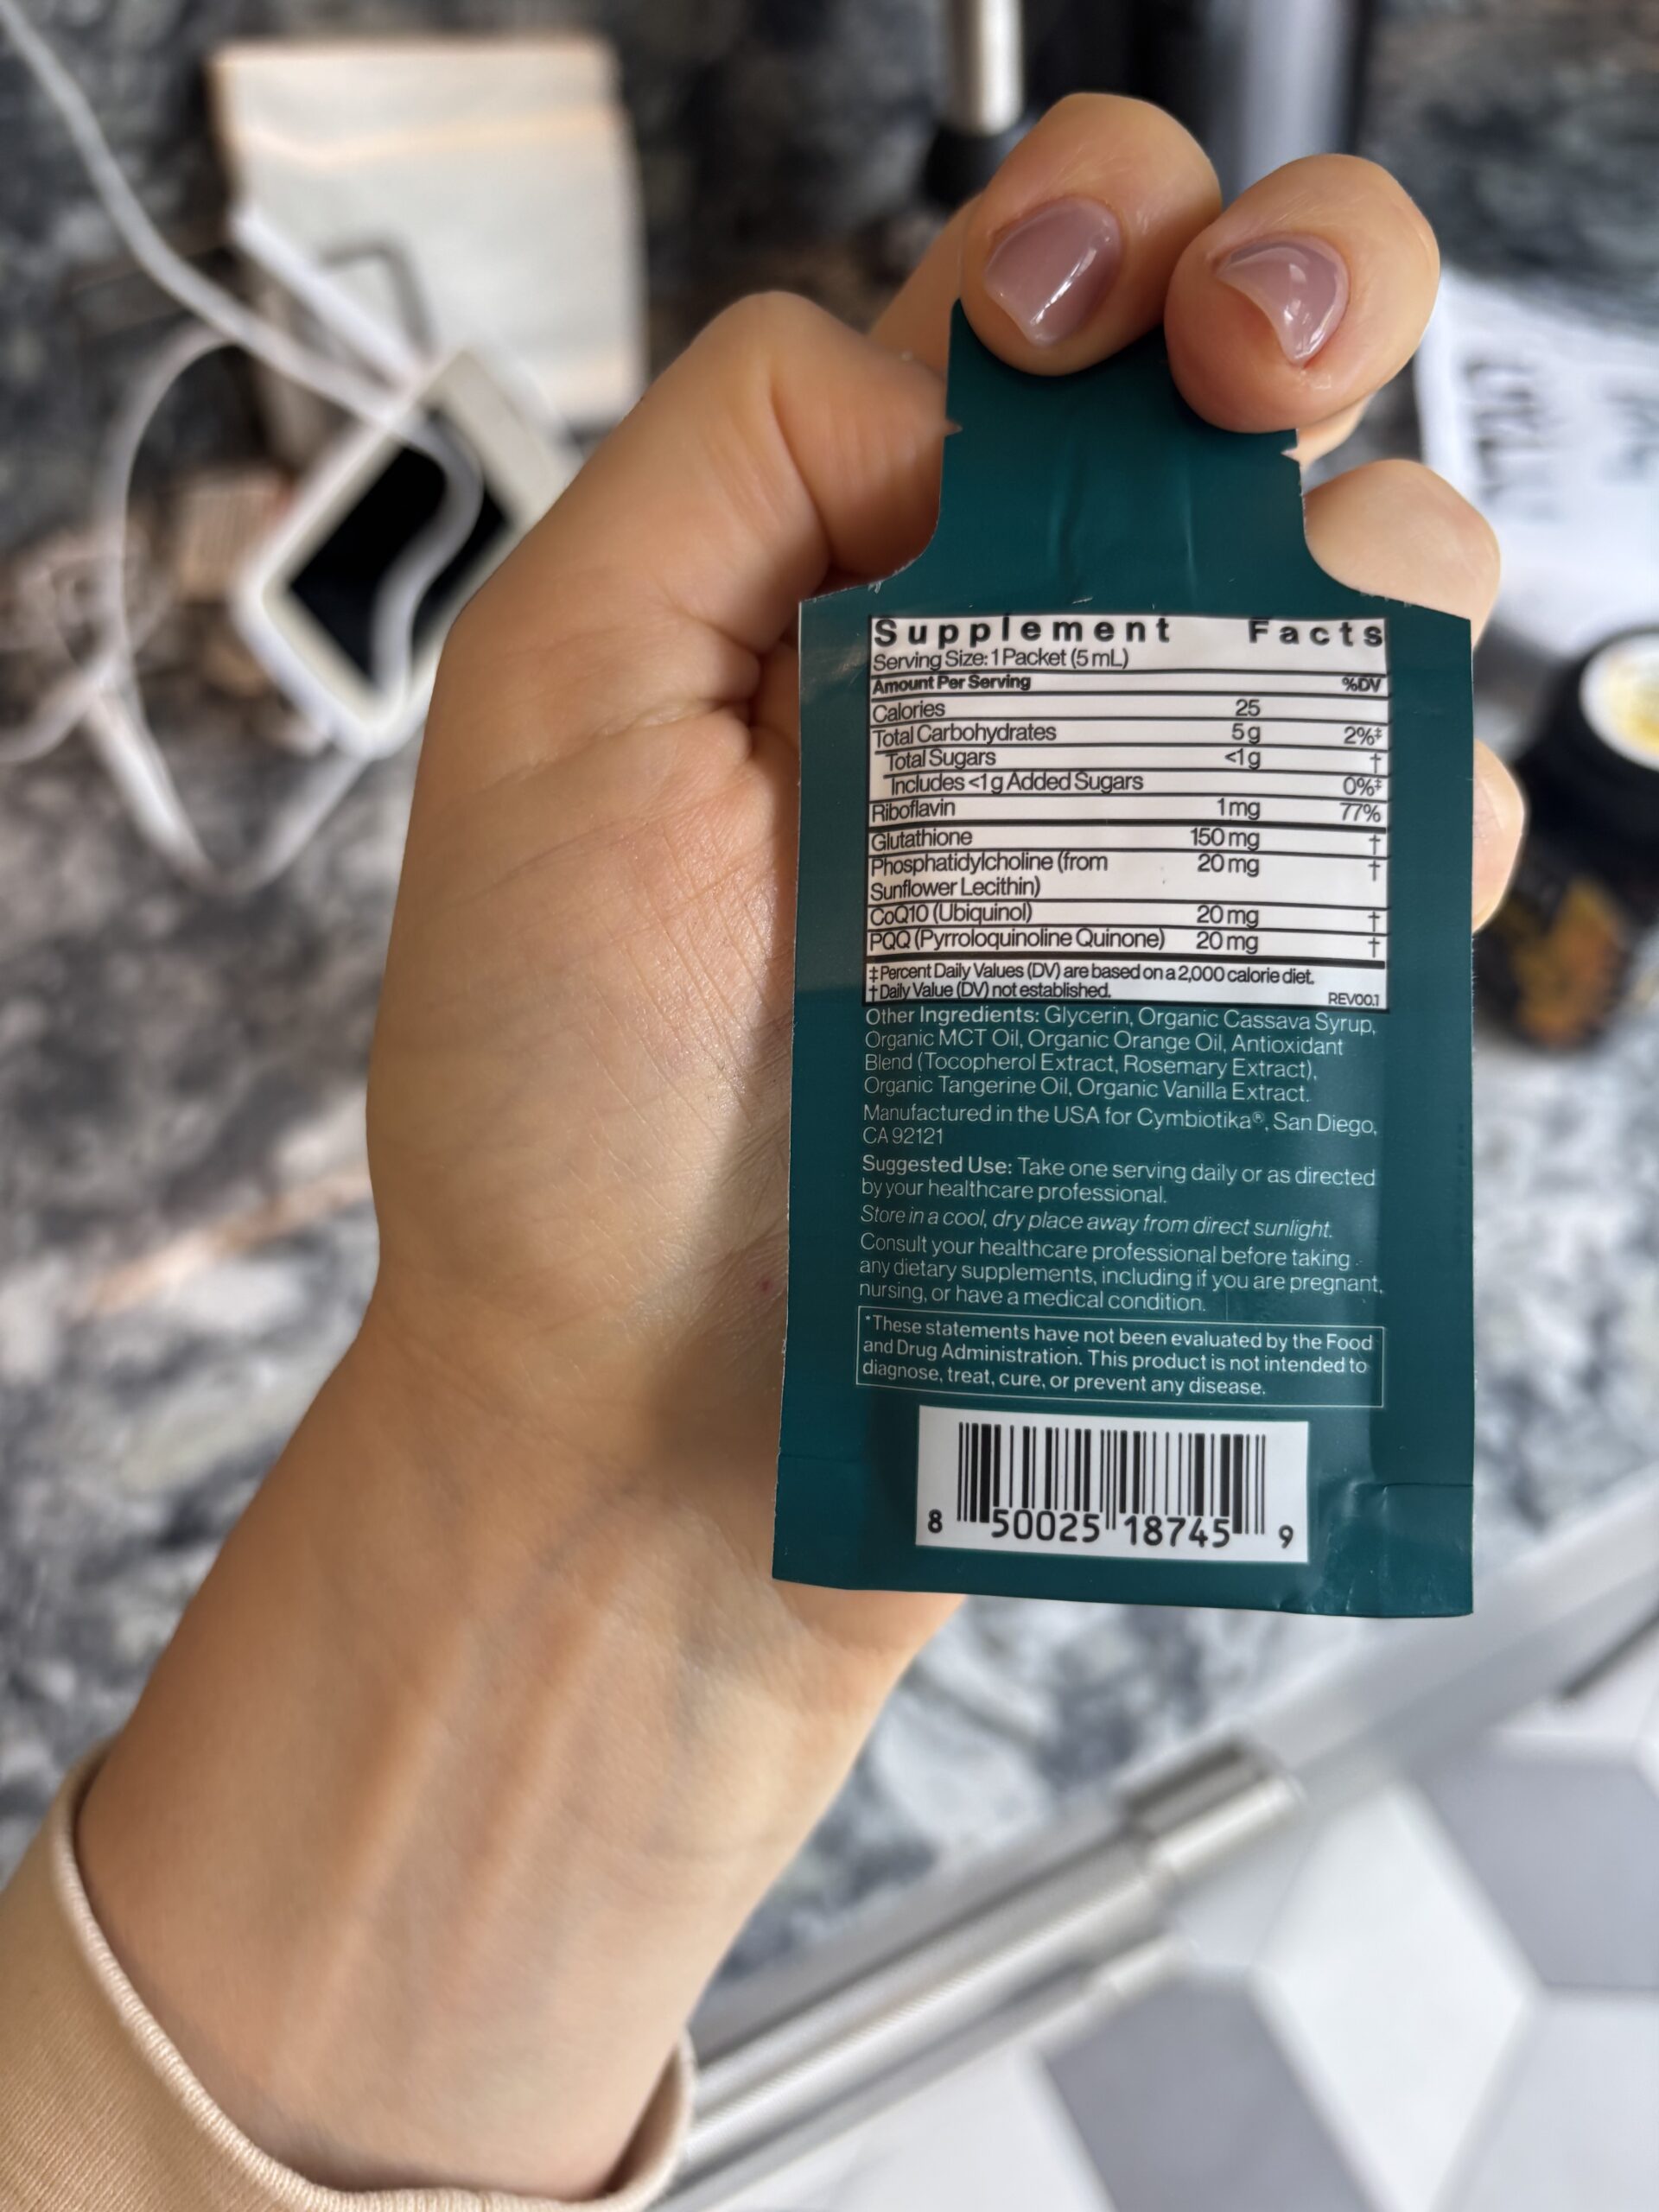 Supplement Facts
Serving Size: 1 Packet (5 mL)
Amount Per Serving %DV
Calories 25
Total Carbohydrates 5 g 2%‡
Total Sugars <1 g †
Includes <1 g Added Sugars 0%‡
Riboflavin 1 mg 77%
Glutathione 150 mg †
Phosphatidylcholine (from 20 mg †
Sunflower Lecithin)
CoQ10 (Ubiquinol) 20 mg †
PQQ (Pyrroloquinoline Quinone) 20 mg †
‡ Percent Daily Values (DV) are based on a 2,000 calorie diet.
† Daily Value (DV) not established.
REV00.1
Other Ingredients: Glycerin, Organic Cassava Syrup,
Organic MCT Oil, Organic Orange Oil, Antioxidant
Blend (Tocopherol Extract, Rosemary Extract),
Organic Tangerine Oil, Organic Vanilla Extract.
Manufactured in the USA for Cymbiotika®, San Diego,
CA 92121
Suggested Use: Take one serving daily or as directed
by your healthcare professional.
Store in a cool, dry place away from direct sunlight.
Consult your healthcare professional before taking
any dietary supplements, including if you are pregnant,
nursing, or have a medical condition.
*These statements have not been evaluated by the Food
and Drug Administration. This product is not intended to
diagnose, treat, cure, or prevent any disease.
8 50025 18745 9